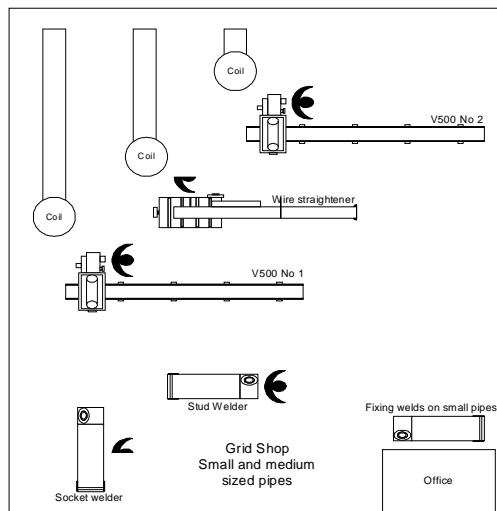 Coil
V500 No 2
Coil
Wire straightener
Coil
V500 No 1
Stud Welder
Fixing welds on small pipes
Grid Shop
Small and medium
sized pipes
Office
Socket welder